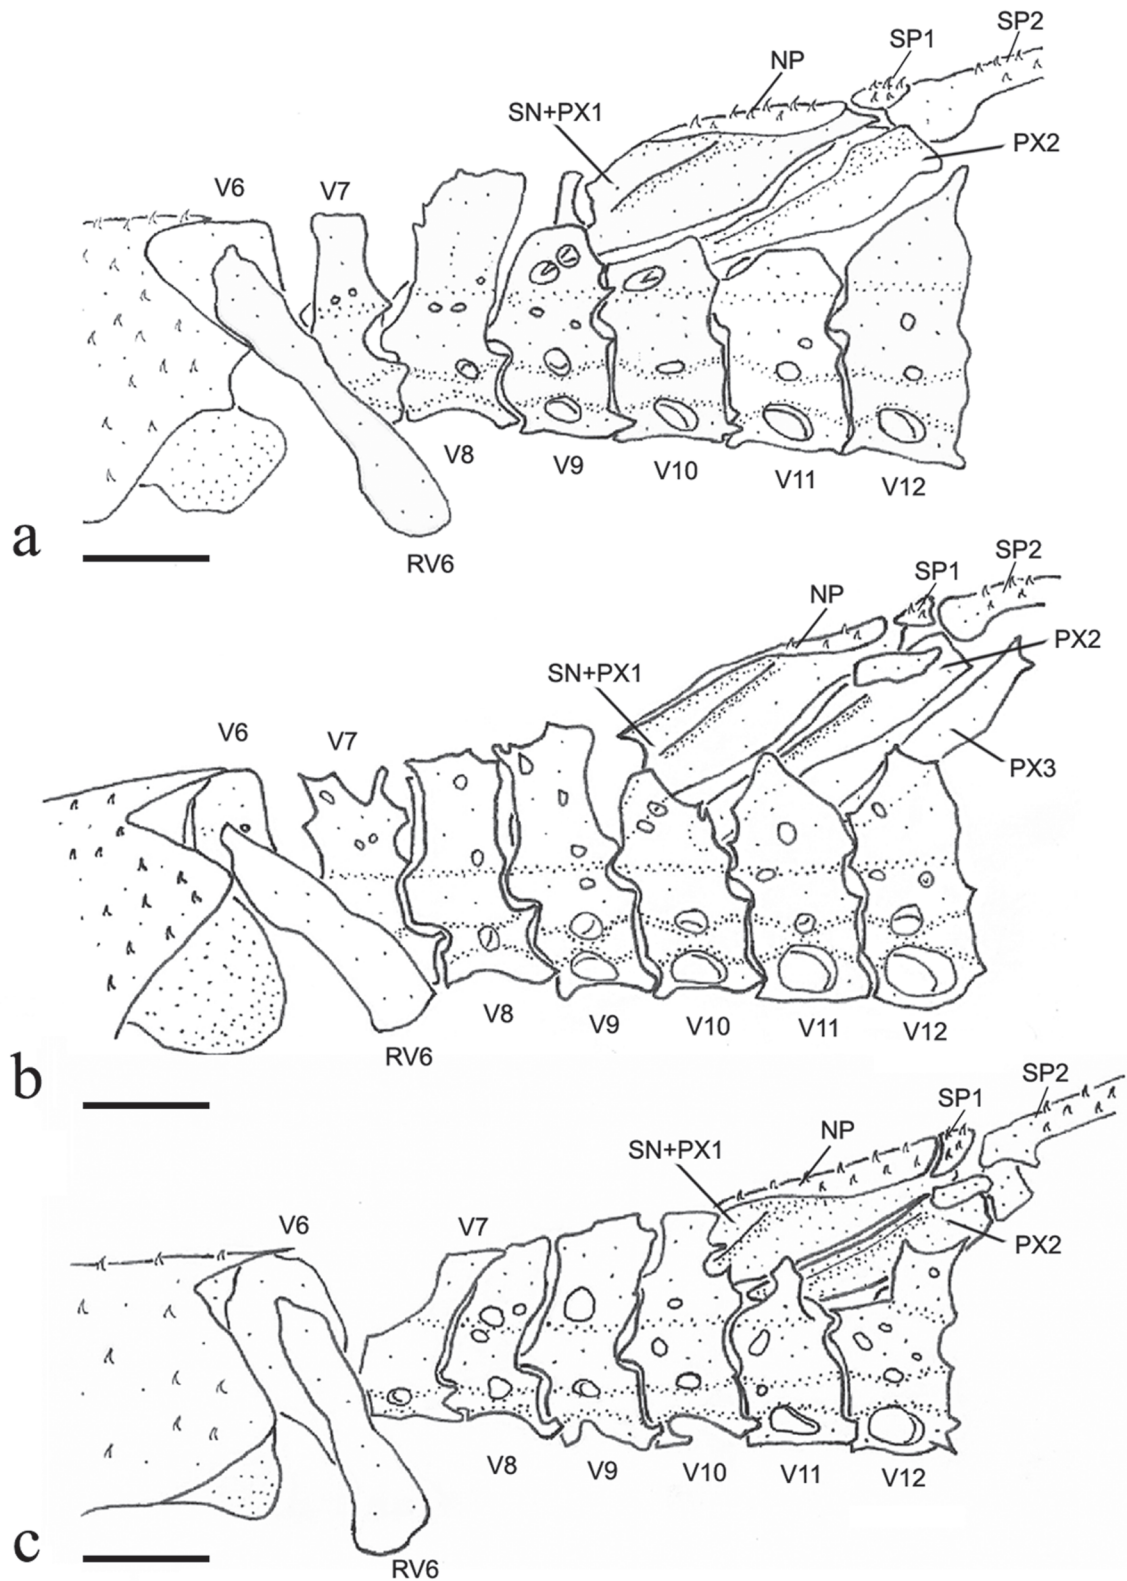 SP2
SP1
NP
SN+PX1
PX2
V6
V7
V8
V9
V10
V11
V12
RV6
a
SP2
SP1
NP
PX2
SN+PX1
V6
V7
PX3
V8
V9
V10
V11
V12
RV6
b
SP2
SP1
NP
SN+PX1
V6
V7
PX2
V8
V9
V10
V11
V12
RV6
c